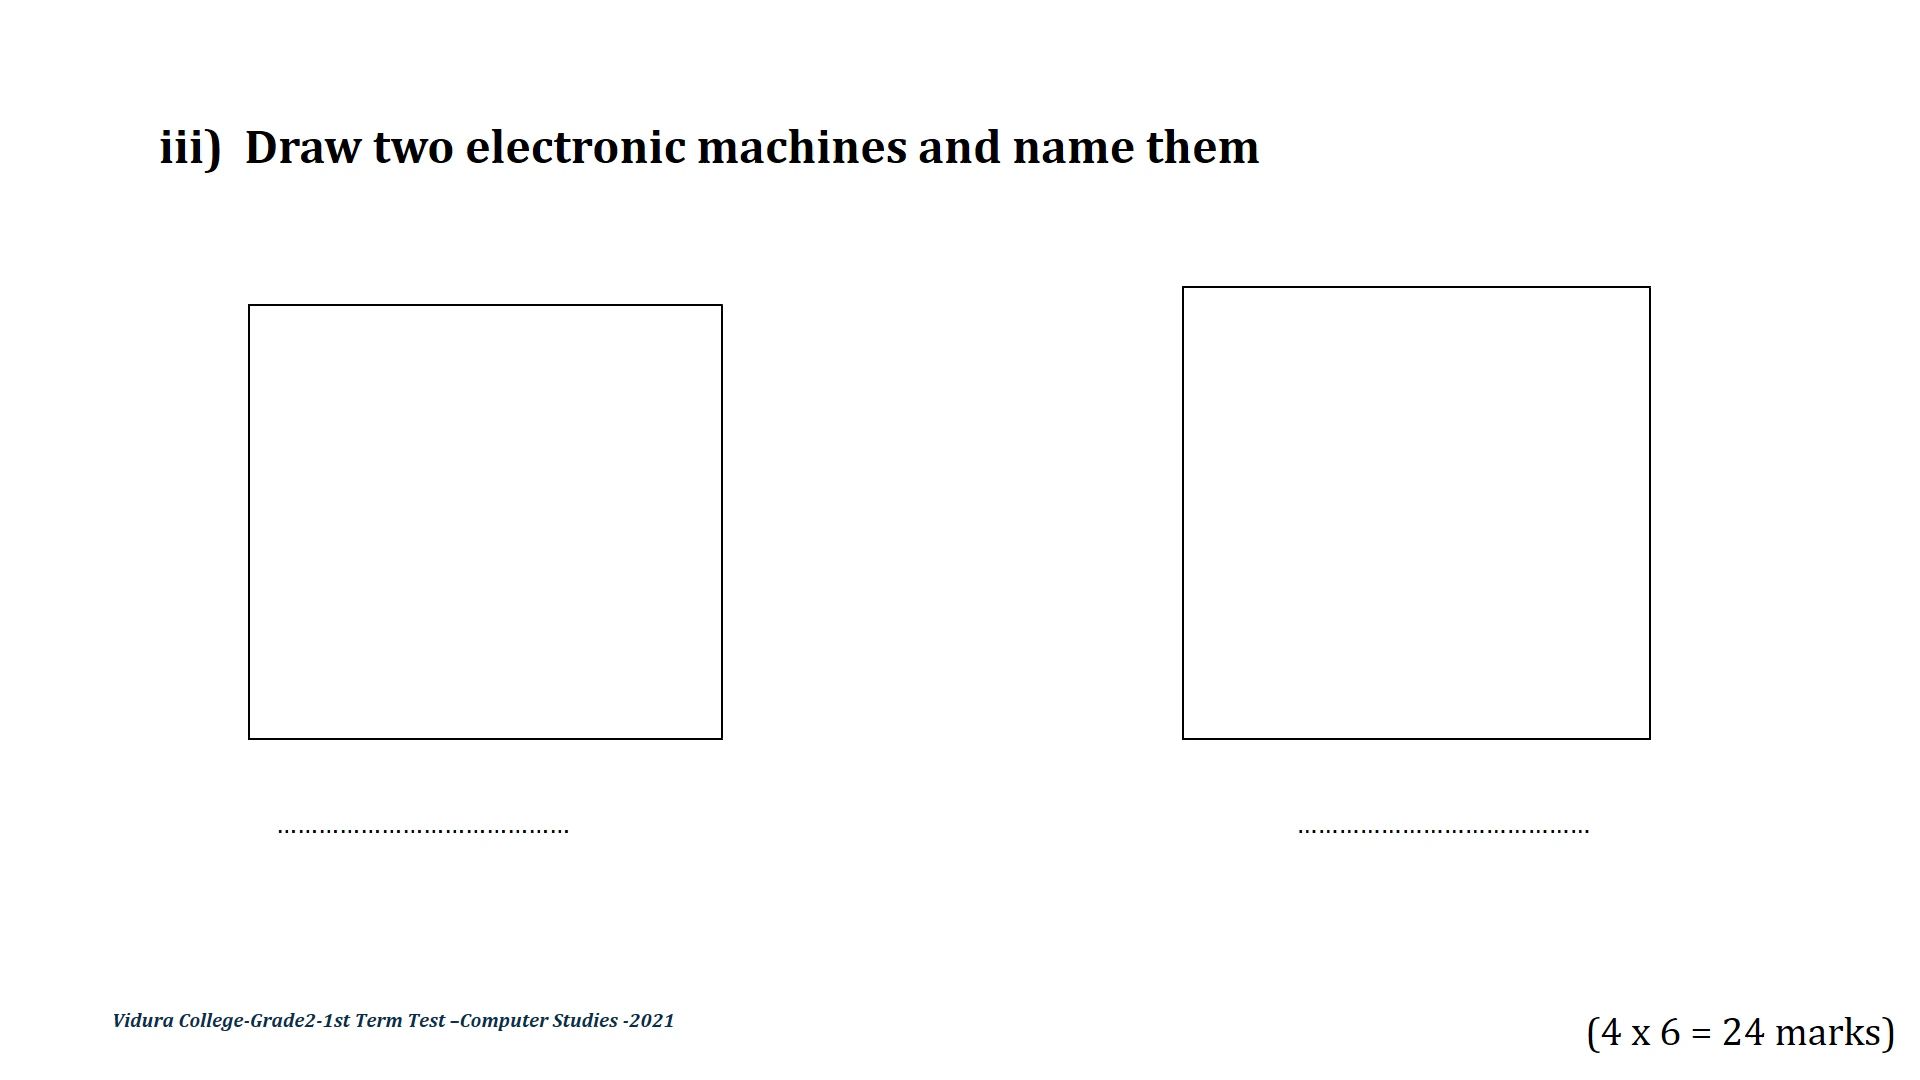 iii) Draw two electronic machines and name them
………………………………… …………………………………
Vidura College-Grade2-1st Term Test –Computer Studies -2021
(4 x 6 = 24 marks)